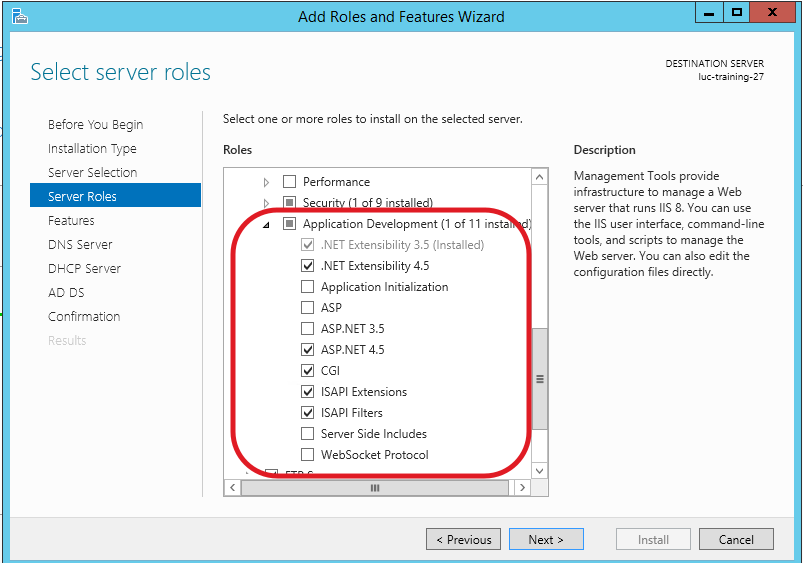 Add Roles and Features Wizard
Select server roles
DESTINATION SERVER
luc-training-27
Before You Begin
Installation Type
Server Selection
Server Roles
Features
DNS Server
DHCP Server
AD DS
Confirmation
Results
Select one or more roles to install on the selected server.
Roles
Performance
Security (1 of 9 installed)
Application Development (1 of 11 installed)
.NET Extensibility 3.5 (Installed)
.NET Extensibility 4.5
Application Initialization
ASP
ASP.NET 3.5
ASP.NET 4.5
CGI
ISAPI Extensions
ISAPI Filters
Server Side Includes
WebSocket Protocol
Description
Management Tools provide
infrastructure to manage a Web
server that runs IIS 8. You can use
the IIS user interface, command-line
tools, and scripts to manage the
Web server. You can also edit the
configuration files directly.
< Previous
Next >
Install
Cancel